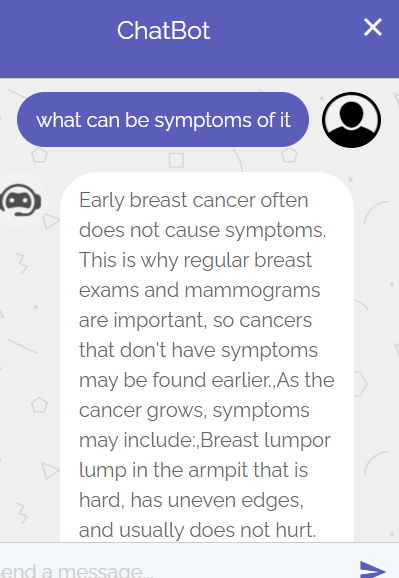 ChatBot
what can be symptoms of it
Early breast cancer often
does not cause symptoms.
This is why regular breast
exams and mammograms
are important, so cancers
that don't have symptoms
may be found earlier.,As the
cancer grows, symptoms
may include:,Breast lumpor
lump in the armpit that is
hard, has uneven edges,
and usually does not hurt.
end a message...